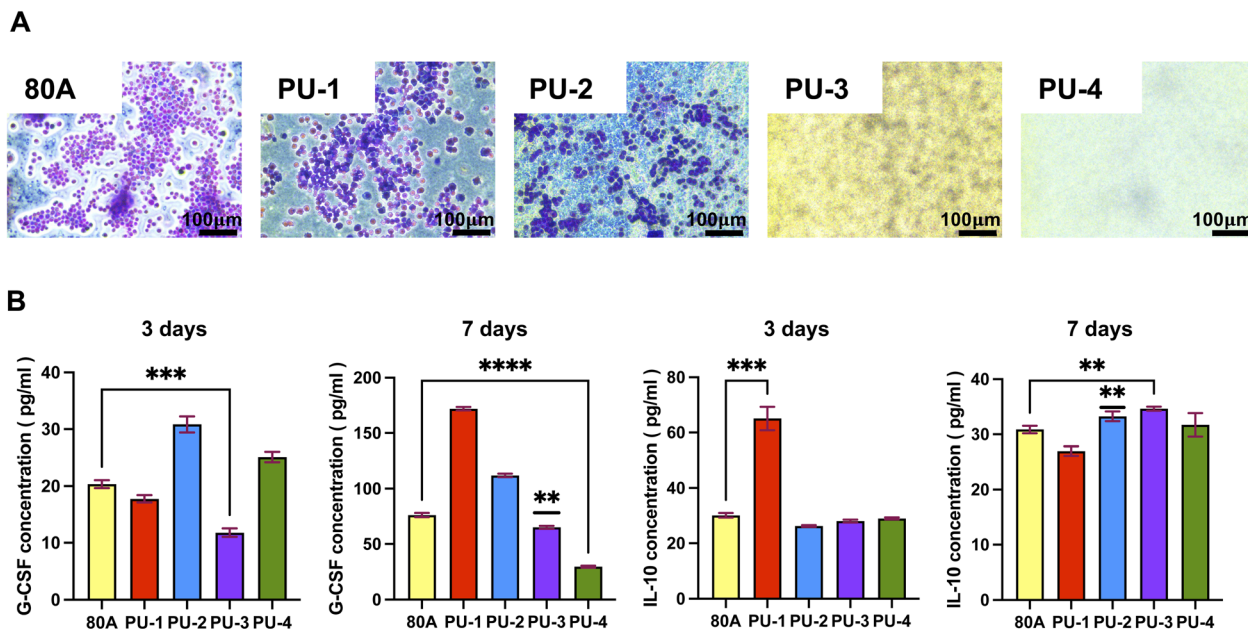 A
80A
PU-1
PU-2
PU-3
PU-4
100μm
100μm
100μm
100μm
100μm
B
3 days
7 days
3 days
7 days
G-CSF concentration ( pg/ml )
40
30
20
10
0
***
80A PU-1 PU-2 PU-3 PU-4
G-CSF concentration ( pg/ml )
200
150
100
50
0
****
**
80A PU-1 PU-2 PU-3 PU-4
IL-10 concentration ( pg/ml )
80
60
40
20
0
***
80A PU-1 PU-2 PU-3 PU-4
IL-10 concentration ( pg/ml )
40
30
20
10
0
**
**
80A PU-1 PU-2 PU-3 PU-4